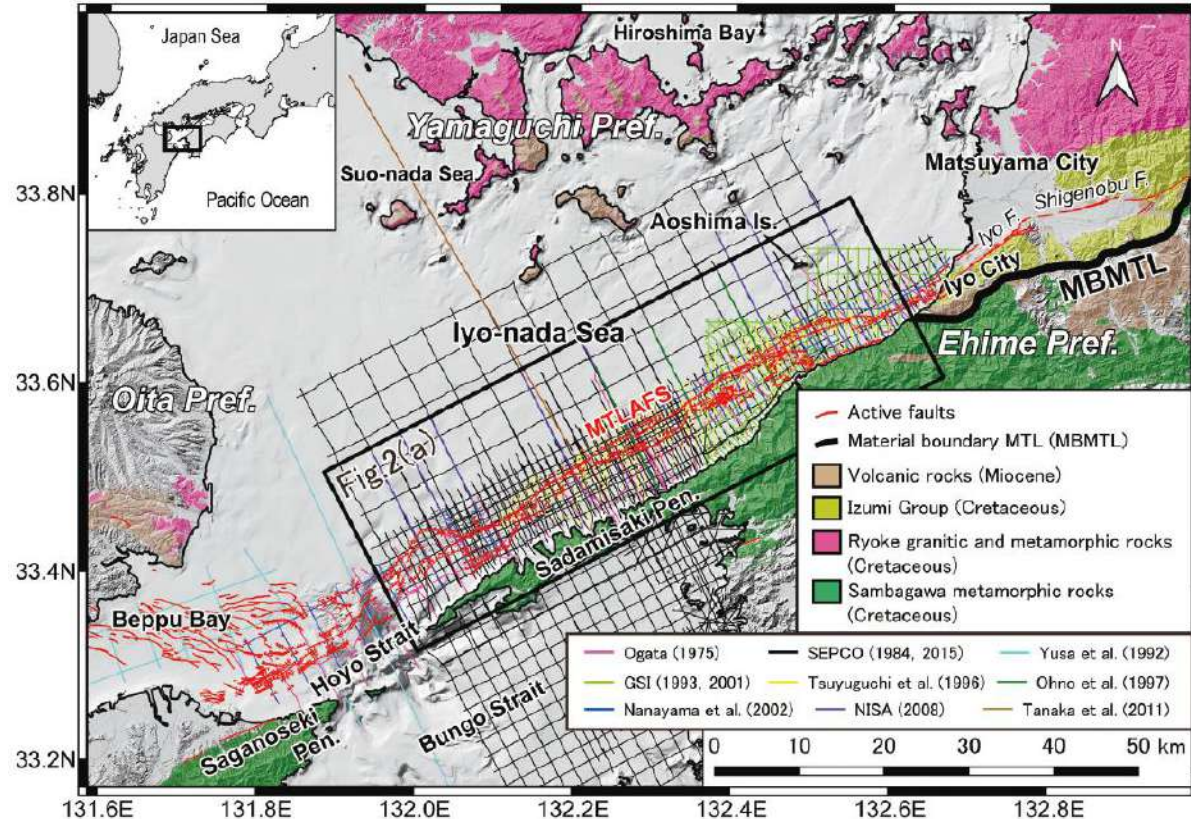 Japan Sea
Pacific Ocean
Hiroshima Bay
N
Yamaguchi Pref.
Suo-nada Sea
Matsuyama City
Aoshima Is.
Shigenobu F.
Iyo F.
Iyo City
MBMTL
Iyo-nada Sea
Ehime Pref.
Oita Pref.
MTLAFS
Fig.2(a)
Sadamisaki Pen.
Beppu Bay
Hoyo Strait
Bungo Strait
Saganoseki
Pen.
Active faults
Material boundary MTL (MBMTL)
Volcanic rocks (Miocene)
Izumi Group (Cretaceous)
Ryoke granitic and metamorphic rocks
(Cretaceous)
Sambagawa metamorphic rocks
(Cretaceous)
Ogata (1975)
SEPCO (1984, 2015)
Yusa et al. (1992)
GSI (1993, 2001)
Tsuyuguchi et al. (1996)
Ohno et al. (1997)
Nanayama et al. (2002)
NISA (2008)
Tanaka et al. (2011)
0 10 20 30 40 50 km
33.8N
33.6N
33.4N
33.2N
131.6E 131.8E 132.0E 132.2E 132.4E 132.6E 132.8E